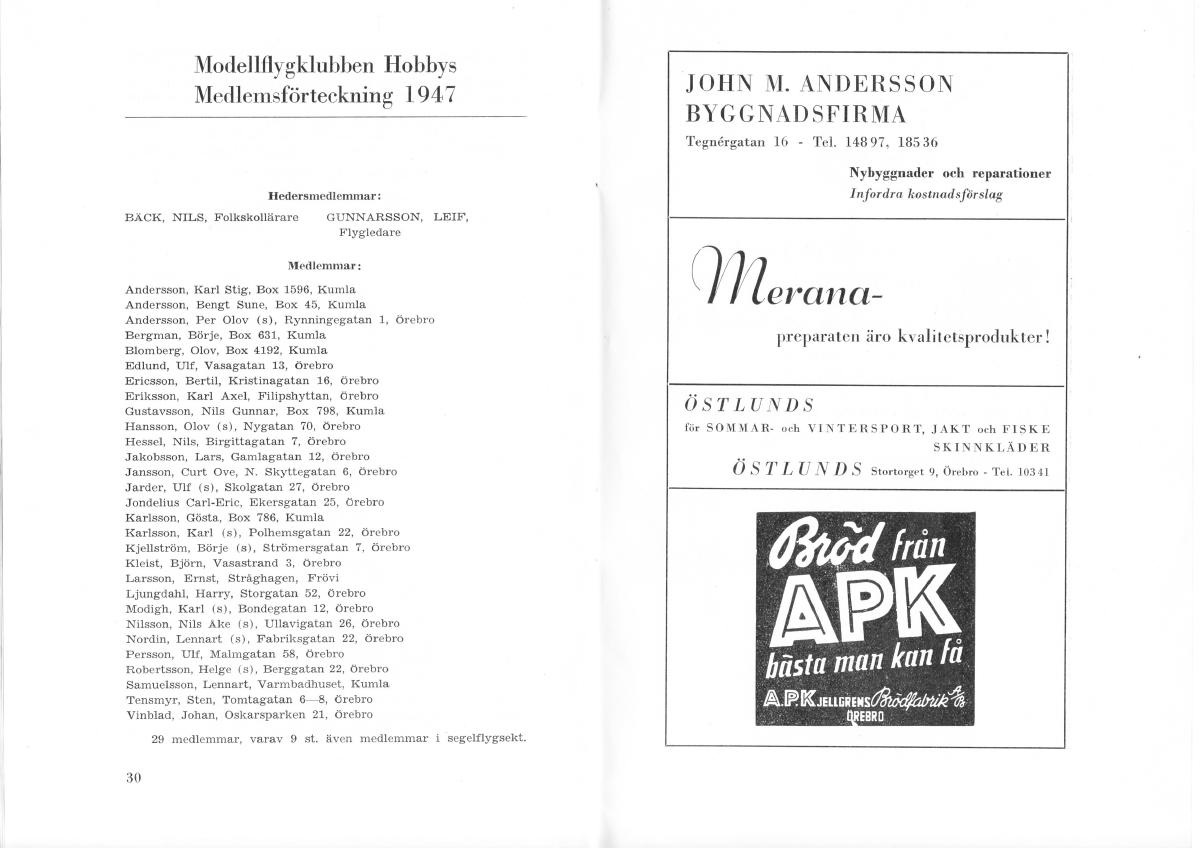 Modellflygklubben Hobbys
Medlemsförteckning 1947
Hedersmedlemmar:
BÄCK, NILS, Folkskollärare GUNNARSSON, LEIF,
Flygledare
Medlemmar:
Andersson, Karl Stig, Box 1596, Kumla
Andersson, Bengt Sune, Box 45, Kumla
Andersson, Per Olov (s), Rynningegatan 1, Örebro
Bergman, Börje, Box 631, Kumla
Blomberg, Olov, Box 4192, Kumla
Edlund, Ulf, Vasagatan 13, Örebro
Ericsson, Bertil, Kristinagatan 16, Örebro
Eriksson, Karl Axel, Filipshyttan, Örebro
Gustavsson, Nils Gunnar, Box 798, Kumla
Hansson, Olov (s), Nygatan 70, Örebro
Hessel, Nils, Birgittagatan 7, Örebro
Jakobsson, Lars, Gamlagatan 12, Örebro
Jansson, Curt Ove, N. Skyttegatan 6, Örebro
Jarder, Ulf (s), Skolgatan 27, Örebro
Jondelius Carl-Eric, Ekersgatan 25, Örebro
Karlsson, Gösta, Box 786, Kumla
Karlsson, Karl (s), Polhemsgatan 22, Örebro
Kjellström, Börje (s), Strömersgatan 7, Örebro
Kleist, Björn, Vasastrand 3, Örebro
Larsson, Ernst, Stråghagen, Frövi
Ljungdahl, Harry, Storgatan 52, Örebro
Modigh, Karl (s), Bondegatan 12, Örebro
Nilsson, Nils Åke (s), Ullavigatan 26, Örebro
Nordin, Lennart (s), Fabriksgatan 22, Örebro
Persson, Ulf, Malmgatan 58, Örebro
Robertsson, Helge (s), Berggatan 22, Örebro
Samuelsson, Lennart, Varmbadhuset, Kumla
Tensmyr, Sten, Tomtagatan 6—8, Örebro
Vinblad, Johan, Oskarsparken 21, Örebro
29 medlemmar, varav 9 st. även medlemmar i segelflygsekt.
30
JOHN M. ANDERSSON
BYGGNADSFIRMA
Tegnérgatan 16 - Tel. 148 97, 185 36
Nybyggnader och reparationer
Infordra kostnadsförslag
Merana-
preparaten äro kvalitetsprodukter!
ÖSTLUNDS
för SOMMAR- och VINTERSPORT, JAKT och FISKE
SKINNKLÄDER
ÖSTLUNDS Stortorget 9, Örebro - Tel. 103 41
Bröd från
APK
bästa man kan få
A.P.KJELLGRENS Brödfabrik A/B
ÖREBRO